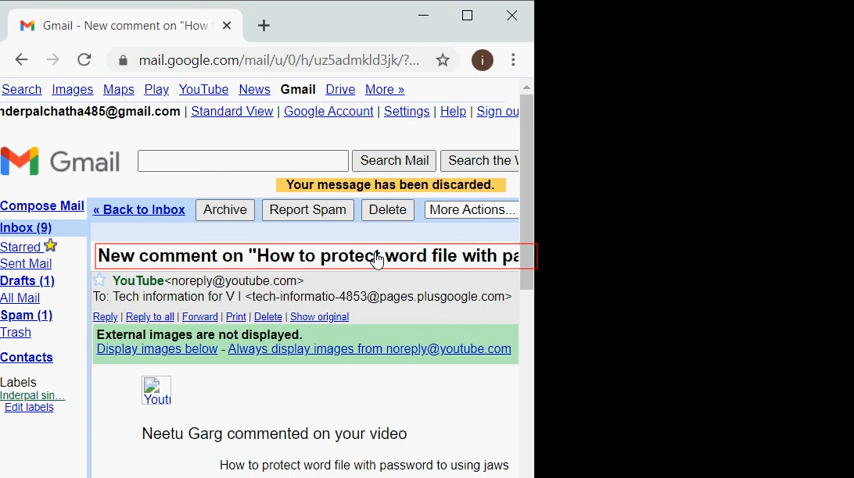 Gmail - New comment on "How t
mail.google.com/mail/u/0/h/uz5admkld3jk/?...
i
Search Images Maps Play YouTube News Gmail Drive More »
nderpalchatha485@gmail.com | Standard View | Google Account | Settings | Help | Sign ou
Gmail
Search Mail
Search the W
Your message has been discarded.
Compose Mail
« Back to Inbox
Archive
Report Spam
Delete
More Actions...
Inbox (9)
Starred
Sent Mail
Drafts (1)
All Mail
Spam (1)
Trash
Contacts
Labels
Inderpal sin...
Edit labels
New comment on "How to protect word file with pa
YouTube<noreply@youtube.com>
To: Tech information for V I <tech-informatio-4853@pages.plusgoogle.com>
Reply | Reply to all | Forward | Print | Delete | Show original
External images are not displayed.
Display images below - Always display images from noreply@youtube.com
Yout
Neetu Garg commented on your video
How to protect word file with password to using jaws